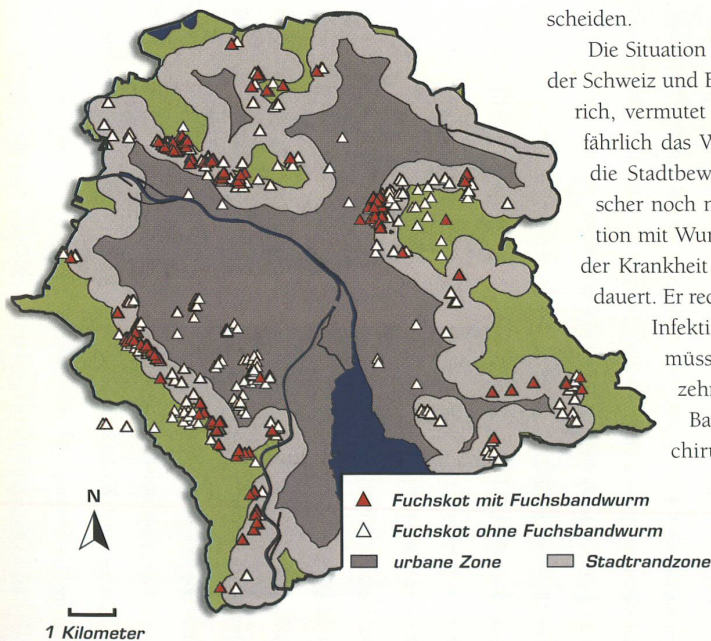 scheiden.
Die Situation
der Schweiz und E
rich, vermutet
fährlich das W
die Stadtbew
scher noch n
tion mit Wur
der Krankheit
dauert. Er rec
Infekti
müss
zehr
Ba
chiru
N
1 Kilometer
Fuchskot mit Fuchsbandwurm
Fuchskot ohne Fuchsbandwurm
urbane Zone Stadtrandzone